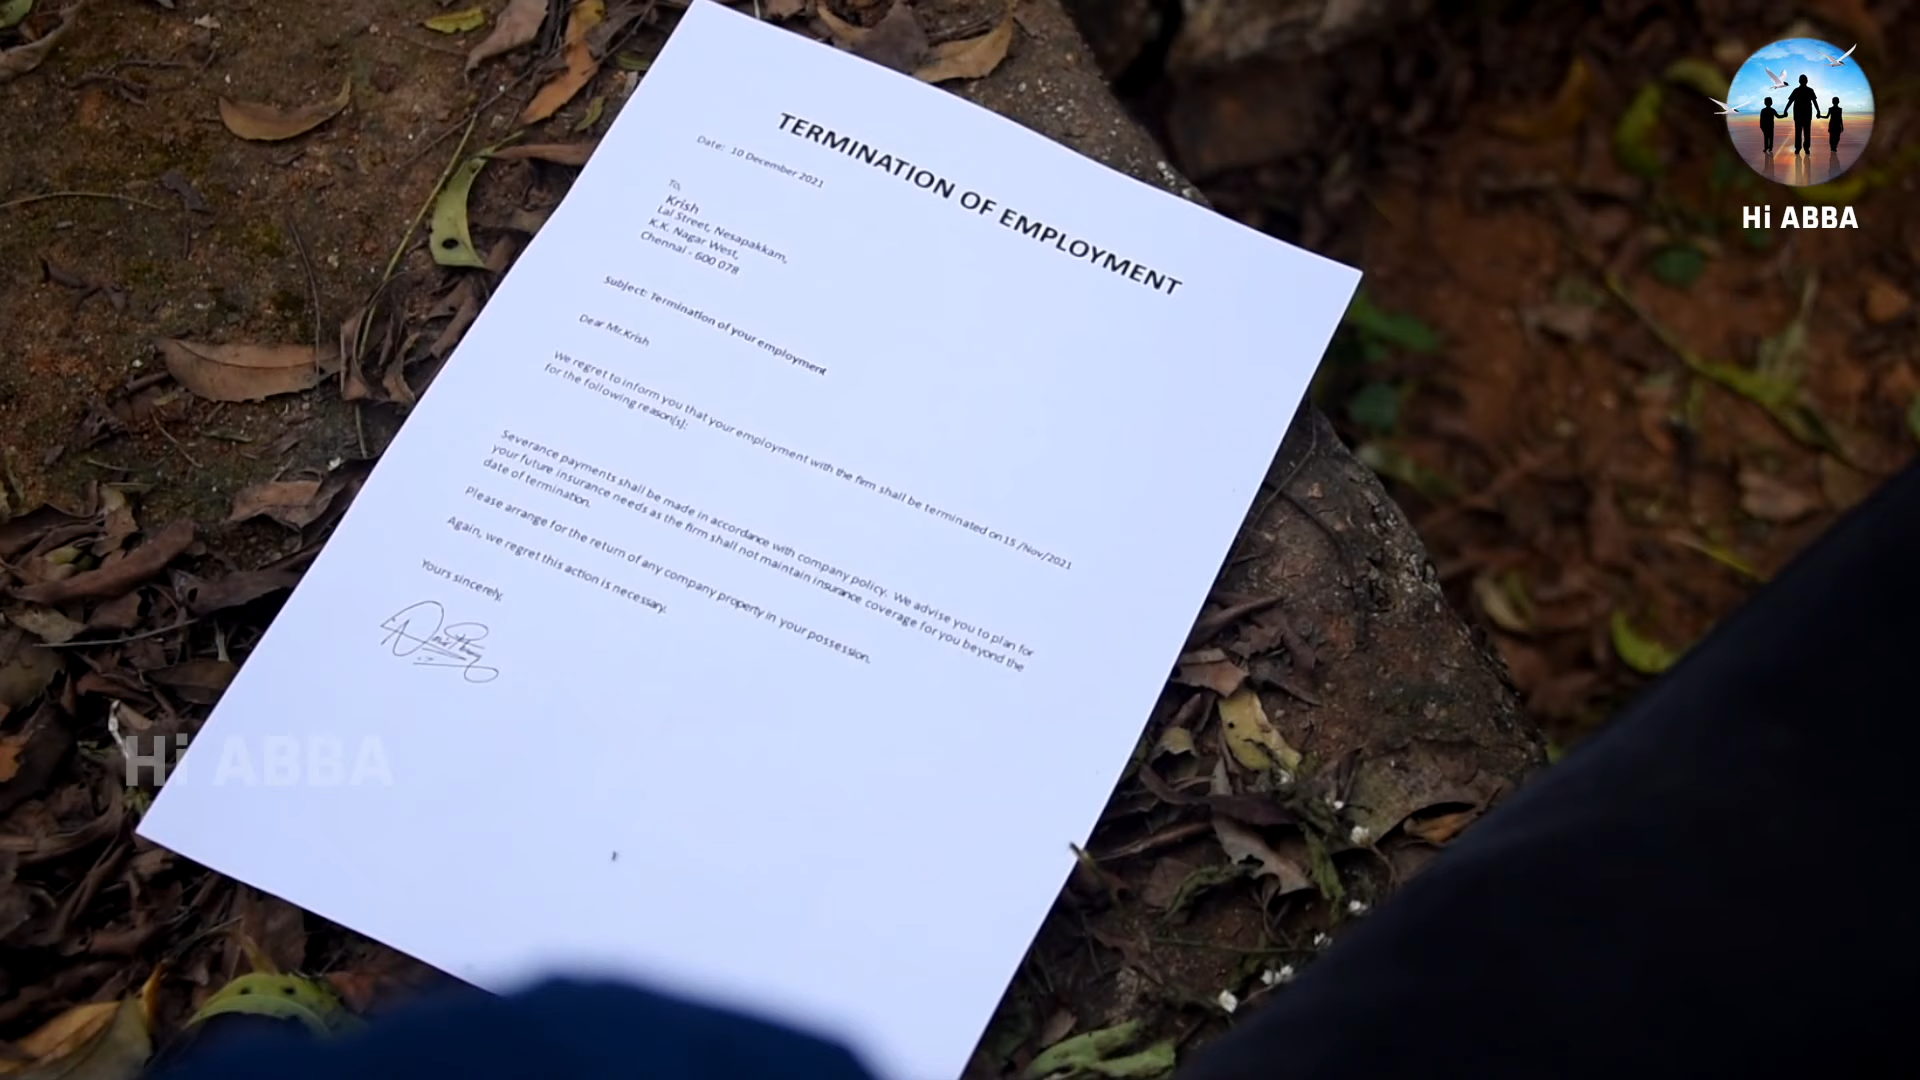 TERMINATION OF EMPLOYMENT
Date: 10 December 2021
To,
Krish
Lal Street, Nesapakkam,
K.K. Nagar West,
Chennai - 600 078
Subject: Termination of your employment
Dear Mr.Krish
We regret to inform you that your employment with the firm shall be terminated on 15 /Nov/2021
for the following reason[s]:
Severance payments shall be made in accordance with company policy. We advise you to plan for
your future insurance needs as the firm shall not maintain insurance coverage for you beyond the
date of termination.
Please arrange for the return of any company property in your possession.
Again, we regret this action is necessary.
Yours sincerely,
Hi ABBA
Hi ABBA